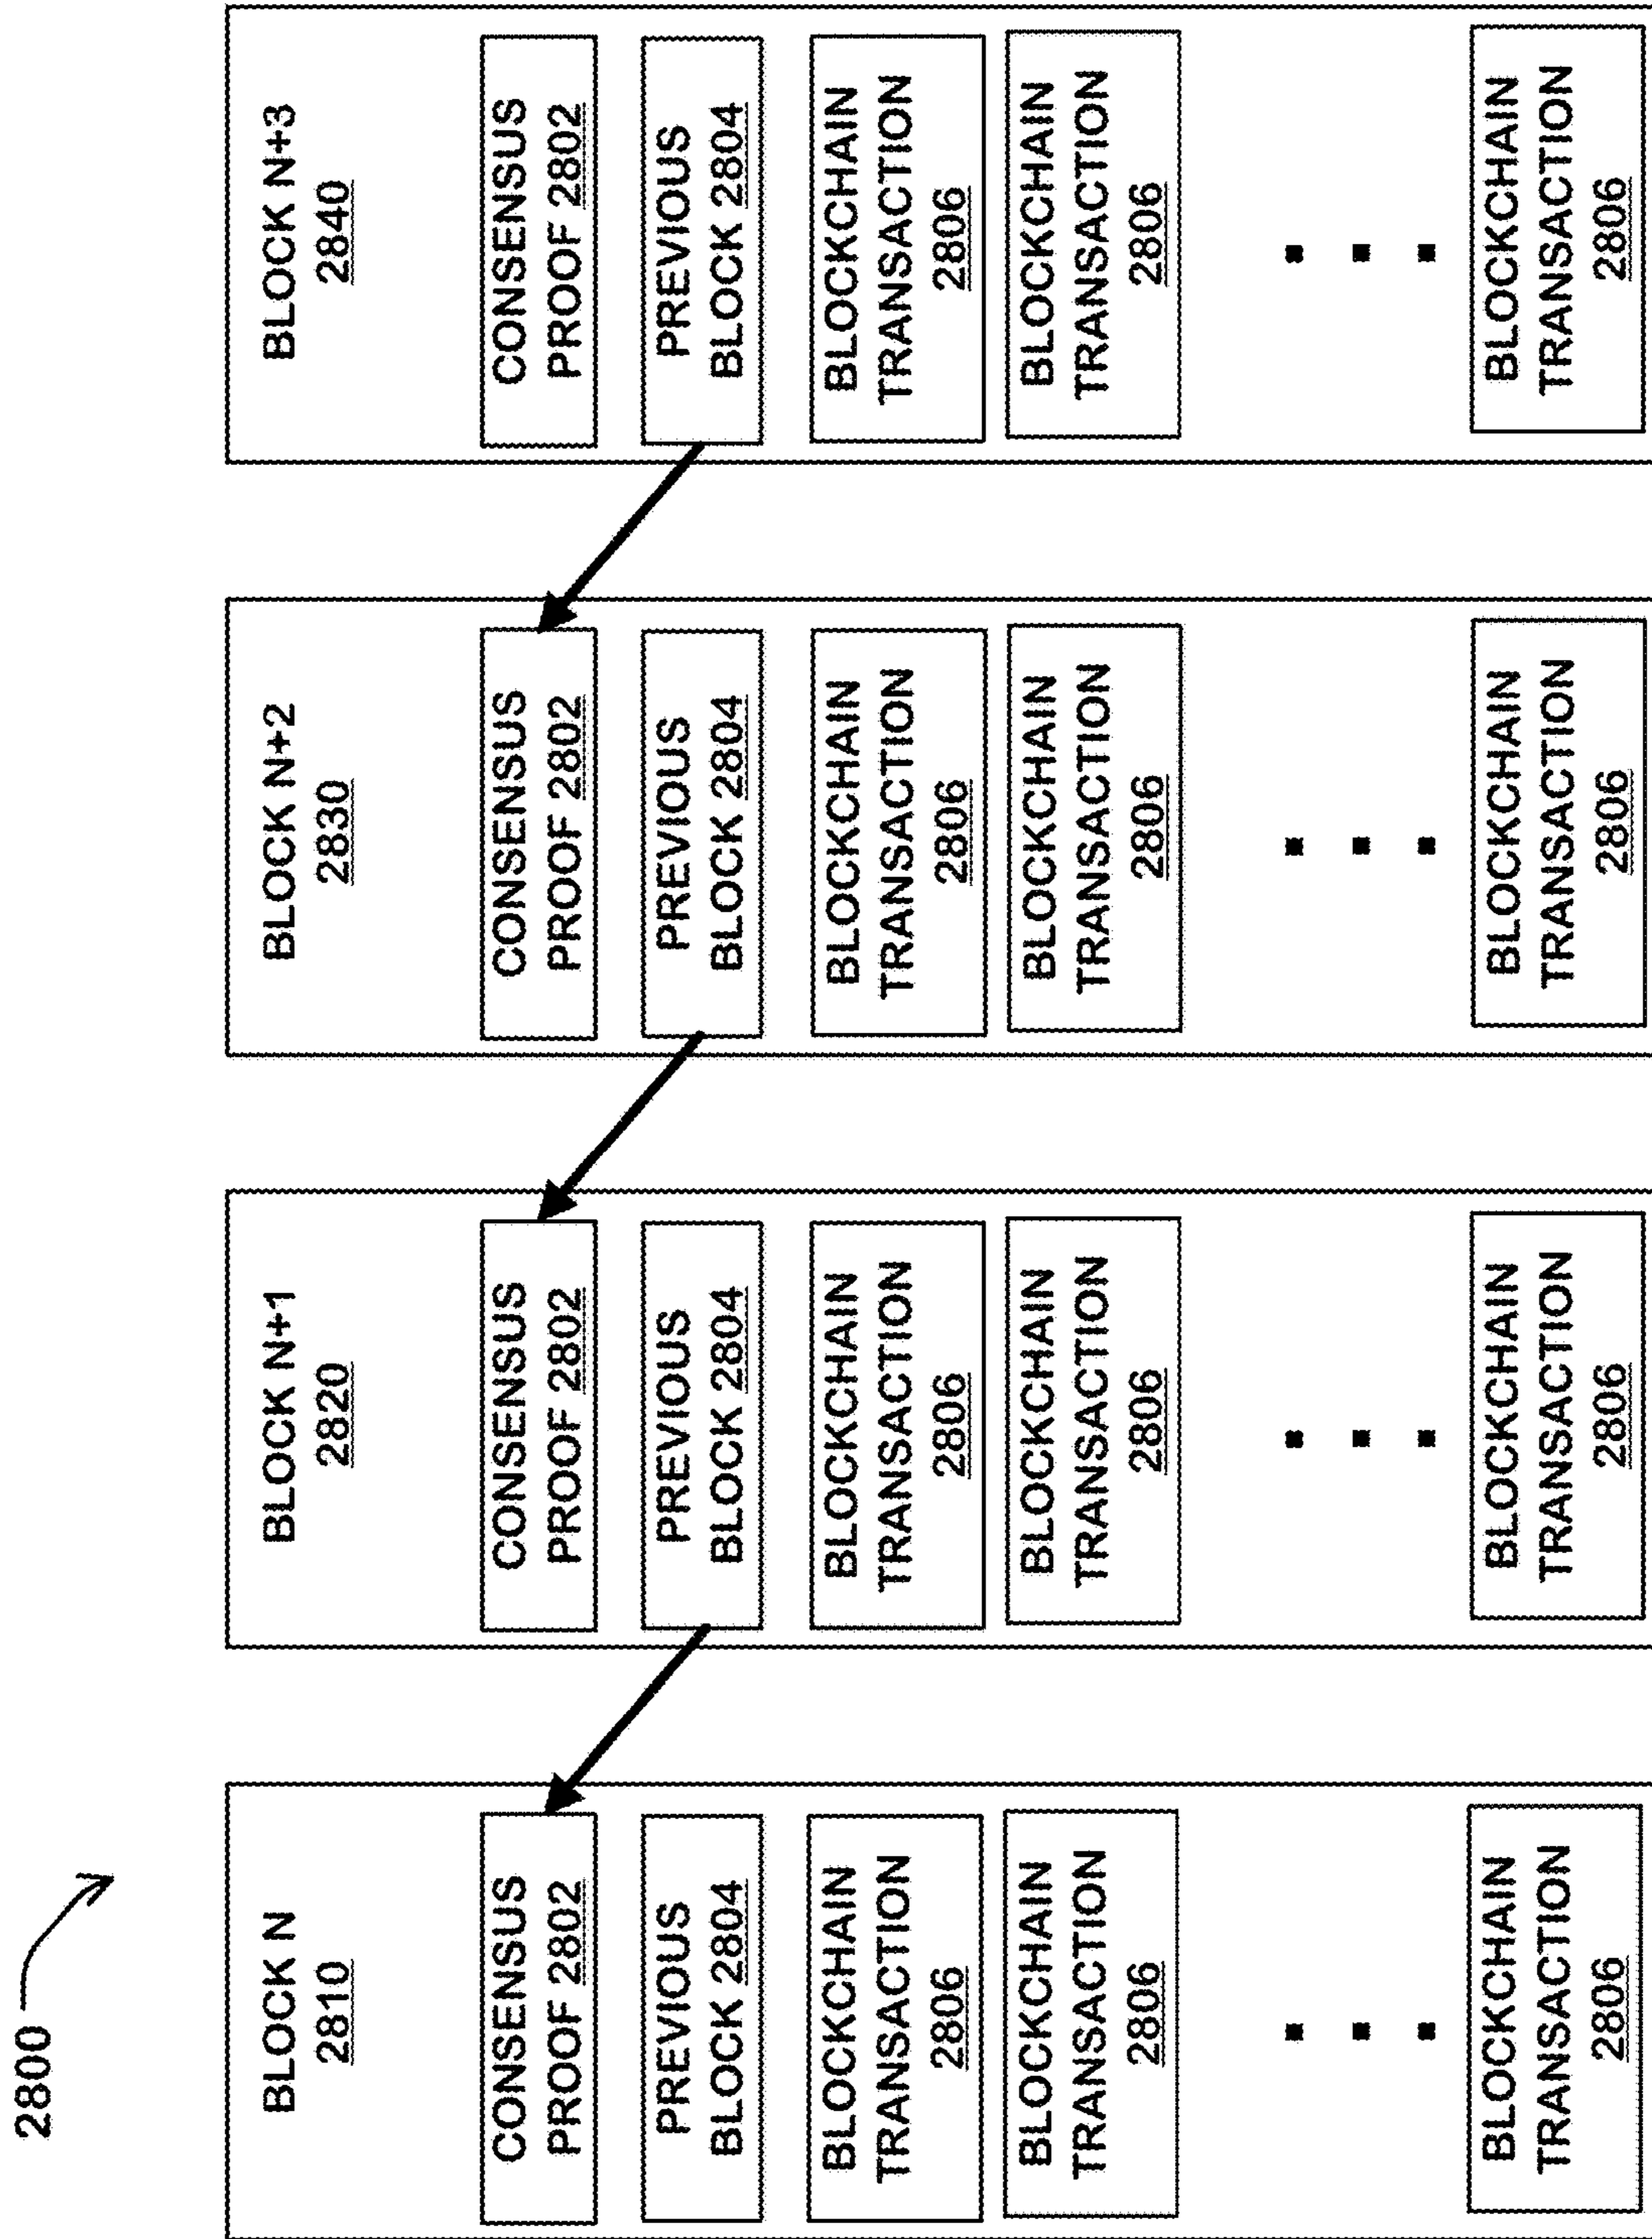 2800
BLOCK N
2810
CONSENSUS
PROOF 2802
PREVIOUS
BLOCK 2804
BLOCKCHAIN
TRANSACTION
2806
BLOCKCHAIN
TRANSACTION
2806
BLOCKCHAIN
TRANSACTION
2806
BLOCK N+1
2820
CONSENSUS
PROOF 2802
PREVIOUS
BLOCK 2804
BLOCKCHAIN
TRANSACTION
2806
BLOCKCHAIN
TRANSACTION
2806
BLOCKCHAIN
TRANSACTION
2806
BLOCK N+2
2830
CONSENSUS
PROOF 2802
PREVIOUS
BLOCK 2804
BLOCKCHAIN
TRANSACTION
2806
BLOCKCHAIN
TRANSACTION
2806
BLOCKCHAIN
TRANSACTION
2806
BLOCK N+3
2840
CONSENSUS
PROOF 2802
PREVIOUS
BLOCK 2804
BLOCKCHAIN
TRANSACTION
2806
BLOCKCHAIN
TRANSACTION
2806
BLOCKCHAIN
TRANSACTION
2806